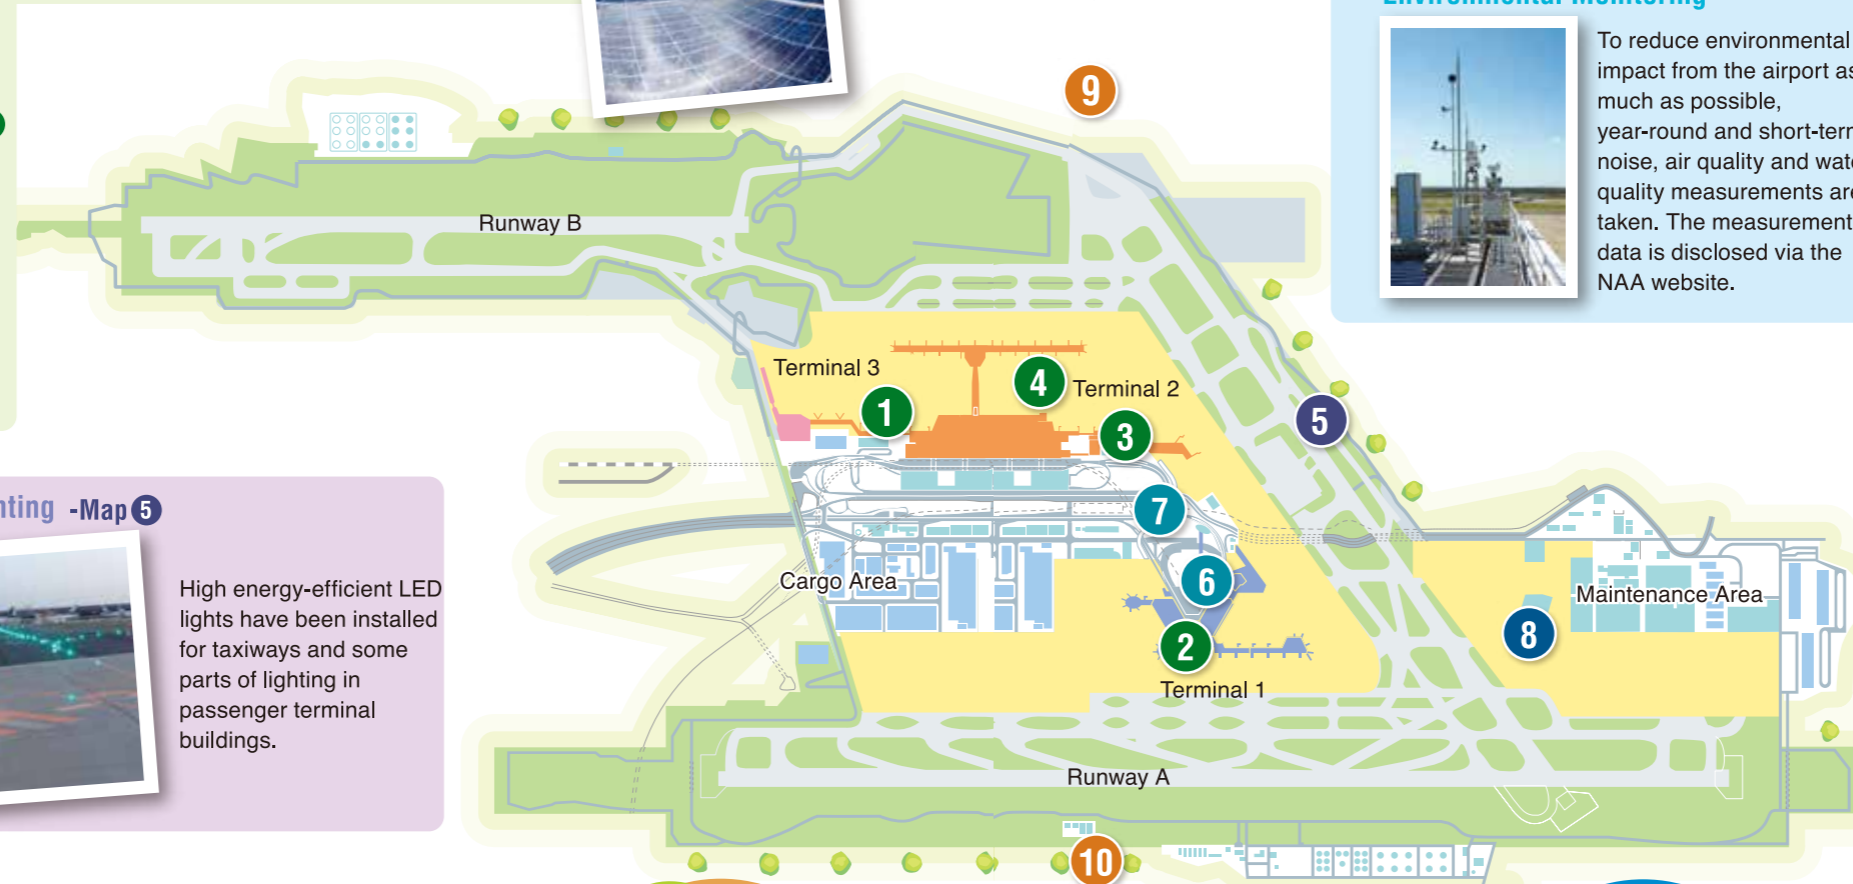 Environmental Monitoring
To reduce environmental
impact from the airport as
much as possible,
year-round and short-term
noise, air quality and water
quality measurements are
taken. The measurement
data is disclosed via the
NAA website.
9
Runway B
Terminal 3
4
Terminal 2
1
3
5
7
Cargo Area
6
Maintenance Area
8
2
Terminal 1
Runway A
10
-Map 5
High energy-efficient LED
lights have been installed
for taxiways and some
parts of lighting in
passenger terminal
buildings.